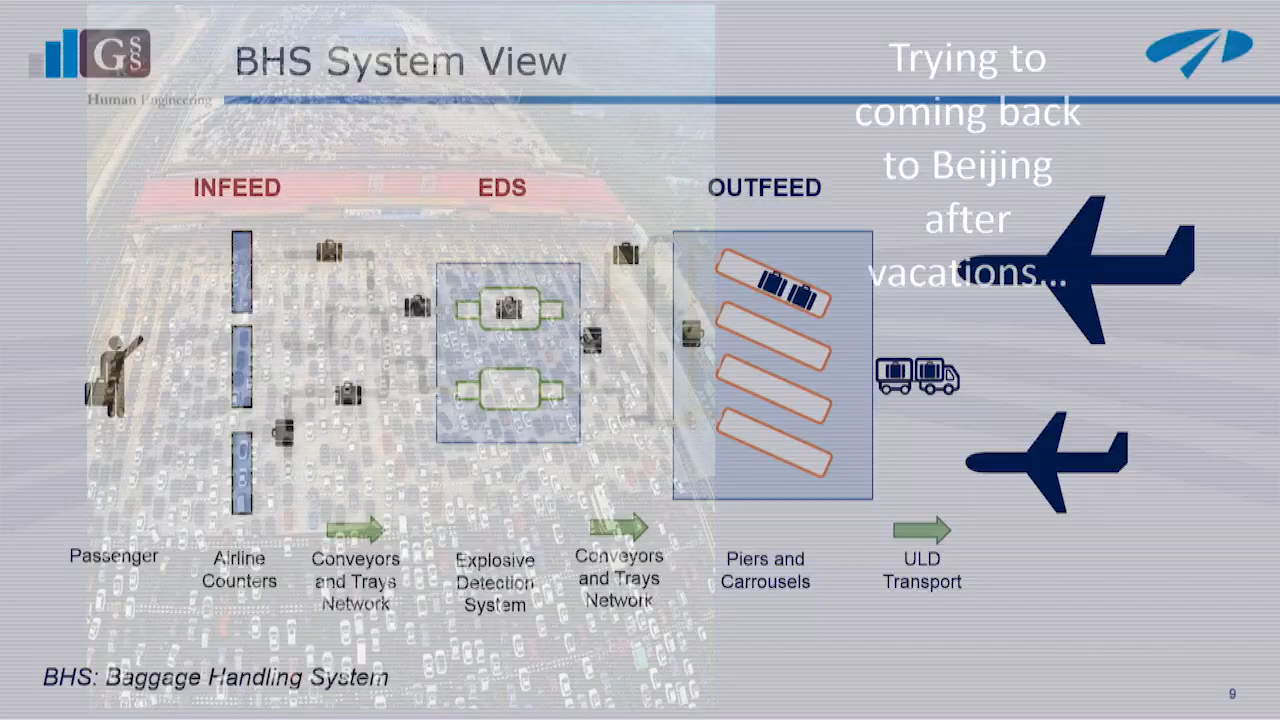 GSS
BHS System View
Human Engineering
Trying to
coming back
to Beijing
after
vacations...
INFEED
EDS
OUTFEED
Passenger
Airline
Counters
Conveyors
and Trays
Network
Explosive
Detection
System
Conveyors
and Trays
Network
Piers and
Carrousels
ULD
Transport
BHS: Baggage Handling System
9